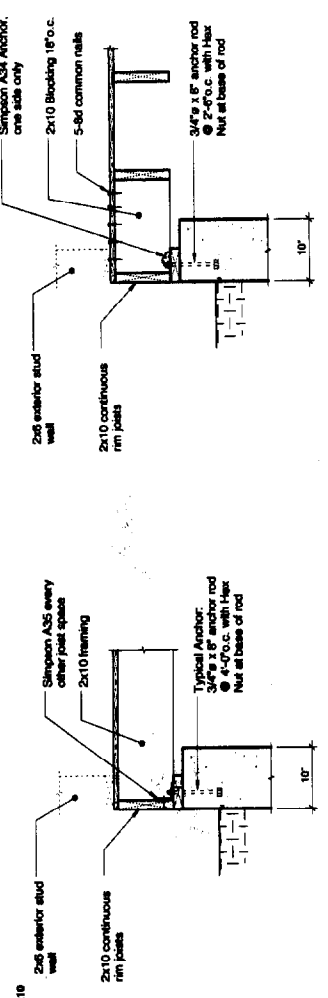 10
2x6 exterior stud
wall
2x10 continuous
rim joists
Simpson A35 every
other joist space
2x10 framing
Typical Anchor:
3/4"ø x 8" anchor rod
@ 4'-0"o.c. with Hex
Nut at base of rod
10"
2x6 exterior stud
wall
2x10 continuous
rim joists
Simpson A34 Anchor,
one side only
2x10 Blocking 18"o.c.
5-8d common nails
3/4"ø x 8" anchor rod
@ 2'-6"o.c. with Hex
Nut at base of rod
10"